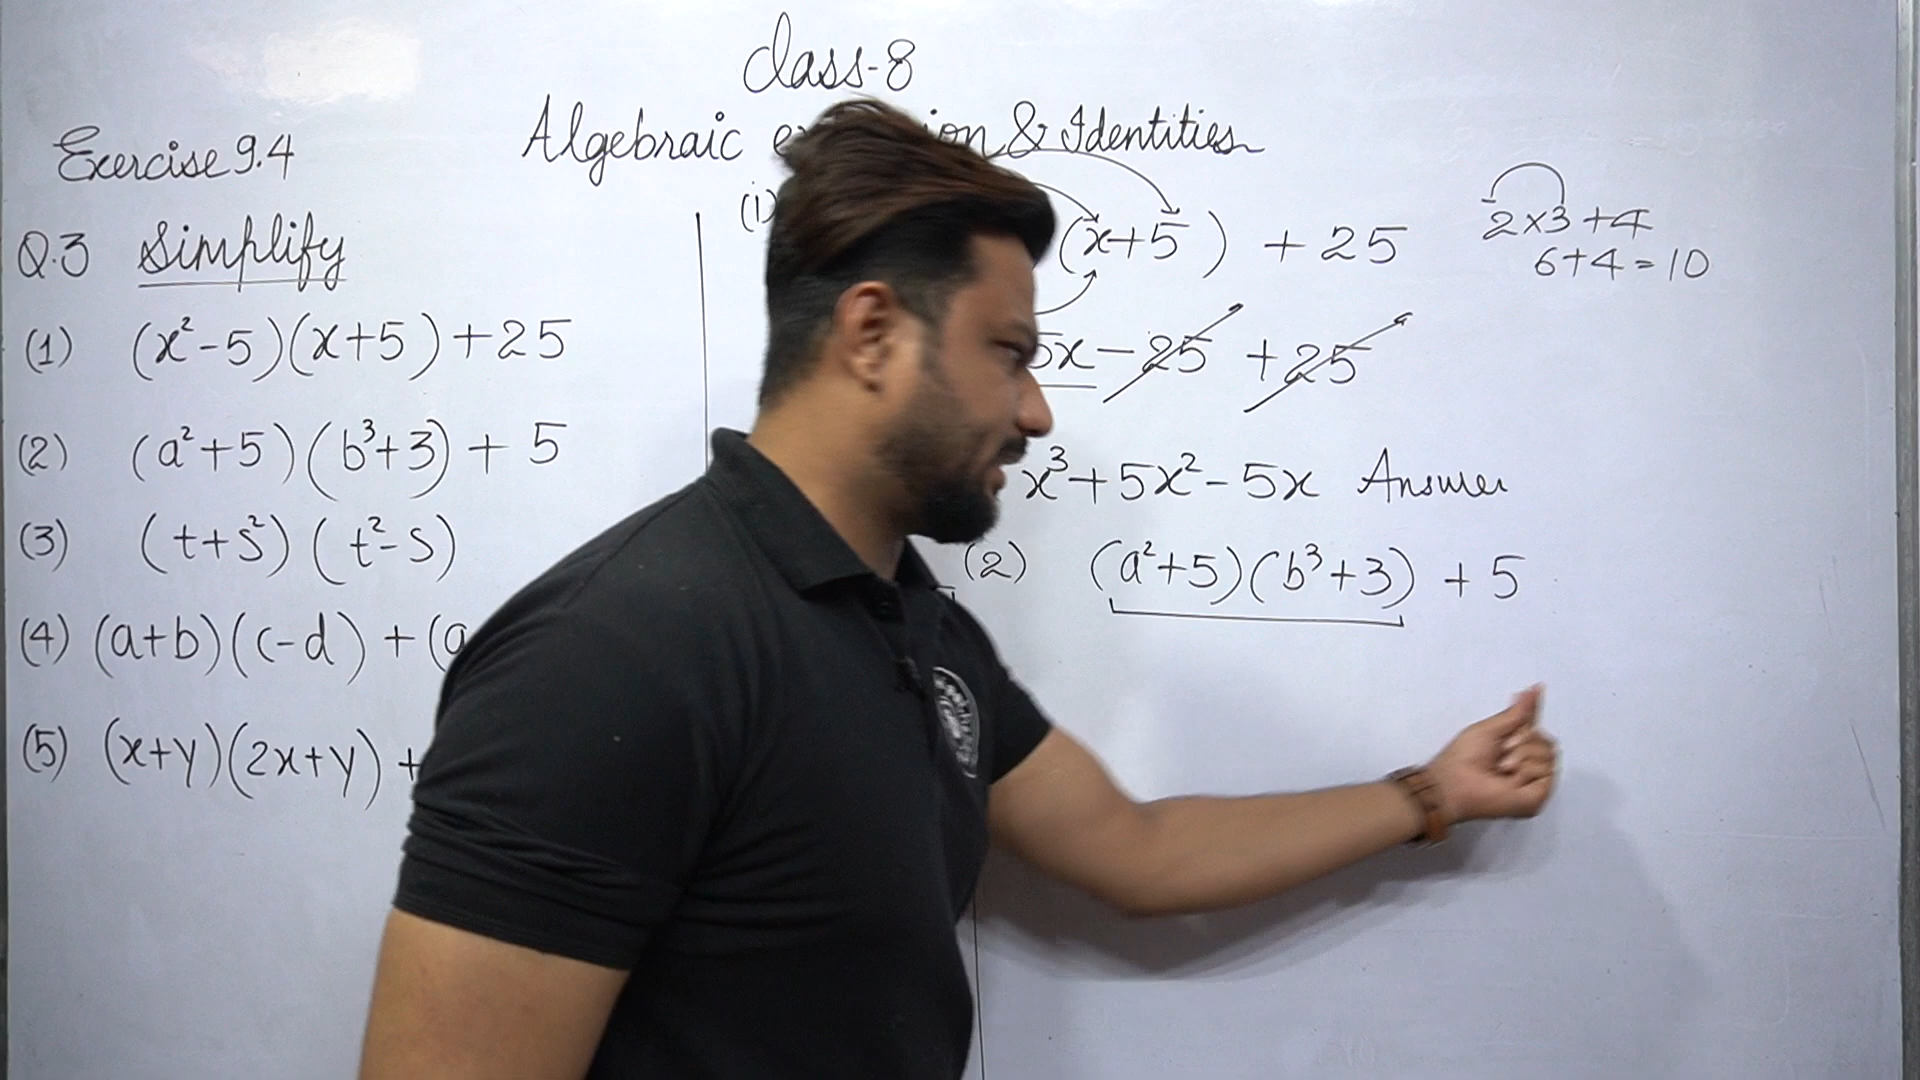 Class-8
Algebraic & Identities
Exercise 9.4
Q.3 Simplify
(1) (x²-5)(x+5)+25
(2) (a²+5)(b³+3)+5
(3) (t+s²)(t²-s)
(4) (a+b)(c-d)+(a
(5) (x+y)(2x+y)+
(i) (x+5)+25
5x-25+25
x³+5x²-5x Answer
(2) (a²+5)(b³+3)+5
2×3+4
6+4=10